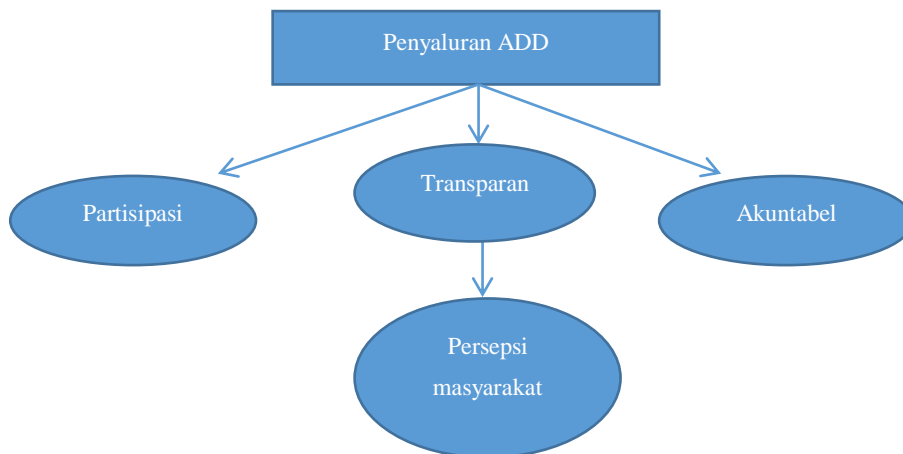 Penyaluran ADD
Partisipasi
Transparan
Akuntabel
Persepsi
masyarakat